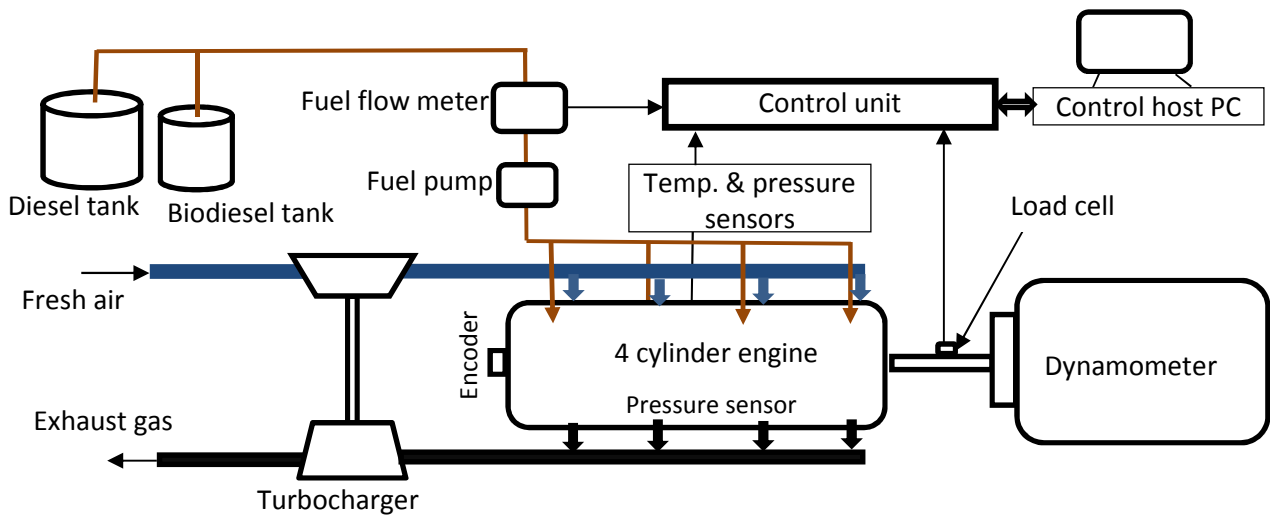 Fuel flow meter
Control unit
Control host PC
Diesel tank
Biodiesel tank
Fuel pump
Temp. & pressure
sensors
Load cell
Fresh air
Encoder
4 cylinder engine
Dynamometer
Pressure sensor
Exhaust gas
Turbocharger